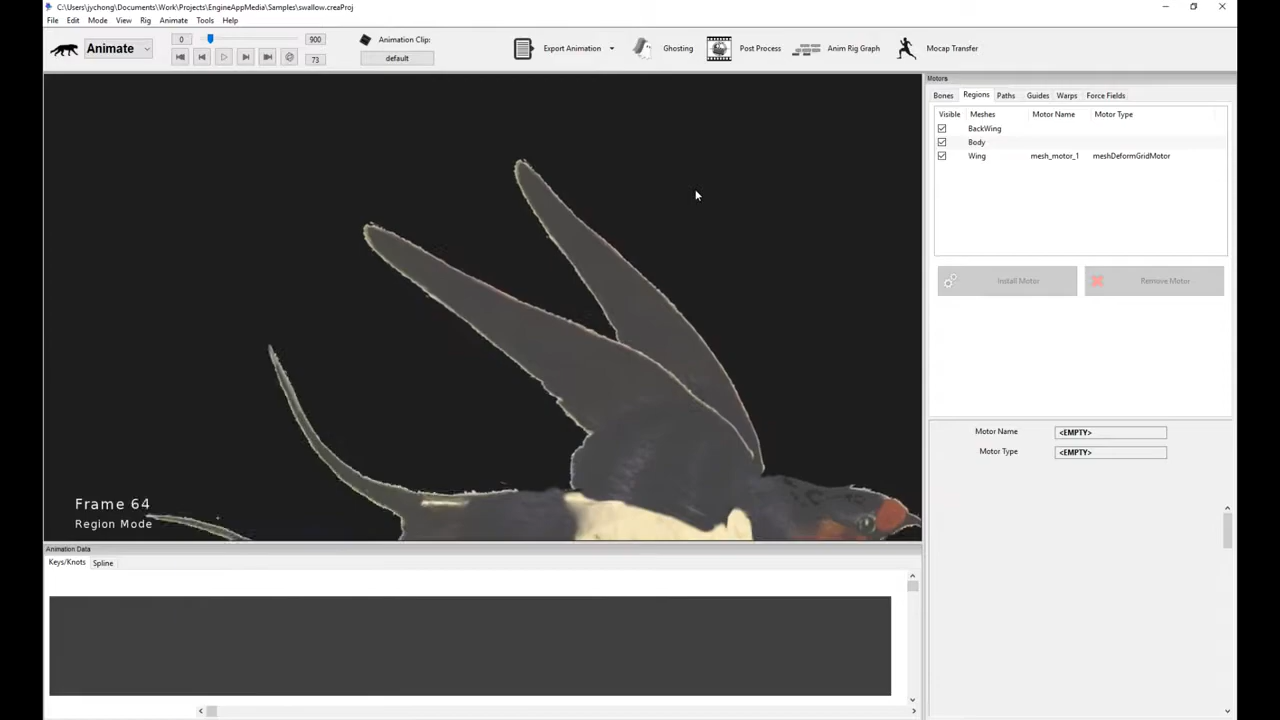 C:\Users\jychong\Documents\Work\Projects\EngineAppMedia\Samples\swallow.creaProj
File Edit Mode View Rig Animate Tools Help
Animate 0 900 73 Animation Clip: default Export Animation Ghosting Post Process Anim Rig Graph Mocap Transfer
Motors
Bones Regions Paths Guides Warps Force Fields
Visible Meshes Motor Name Motor Type
BackWing
Body
Wing mesh_motor_1 meshDeformGridMotor
Install Motor Remove Motor
Motor Name <EMPTY>
Motor Type <EMPTY>
Frame 64
Region Mode
Animation Data
Keys/Knots Spline